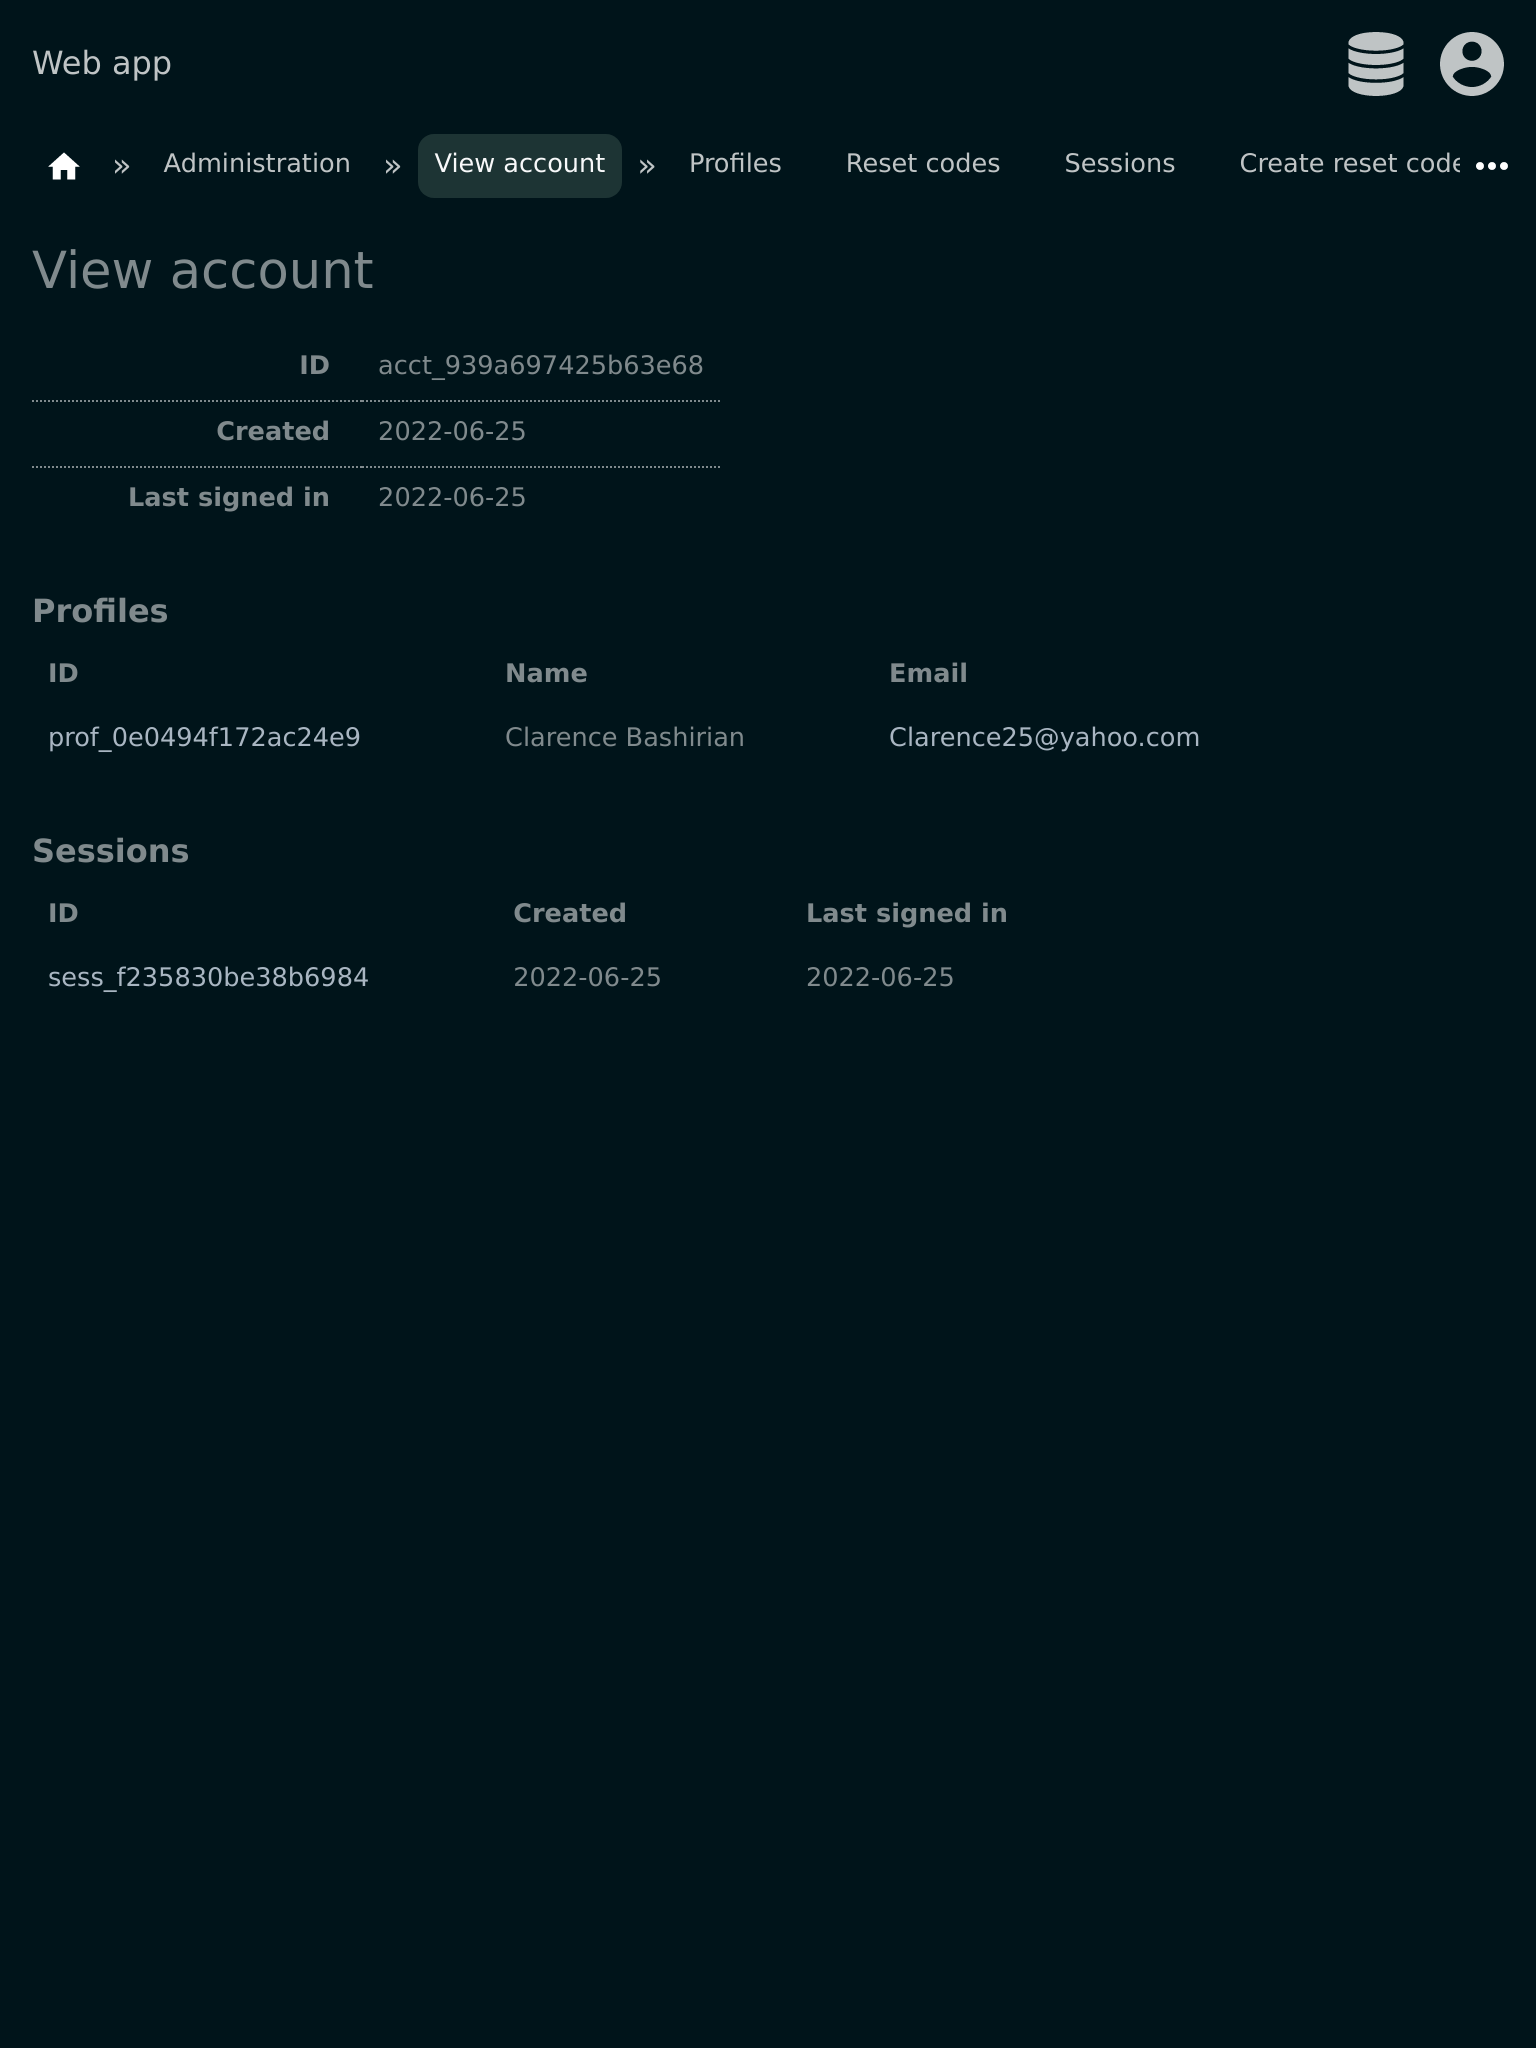 Web app
» Administration » View account » Profiles Reset codes Sessions Create reset code
View account
ID acct_939a697425b63e68
Created 2022-06-25
Last signed in 2022-06-25
Profiles
ID Name Email
prof_0e0494f172ac24e9 Clarence Bashirian Clarence25@yahoo.com
Sessions
ID Created Last signed in
sess_f235830be38b6984 2022-06-25 2022-06-25